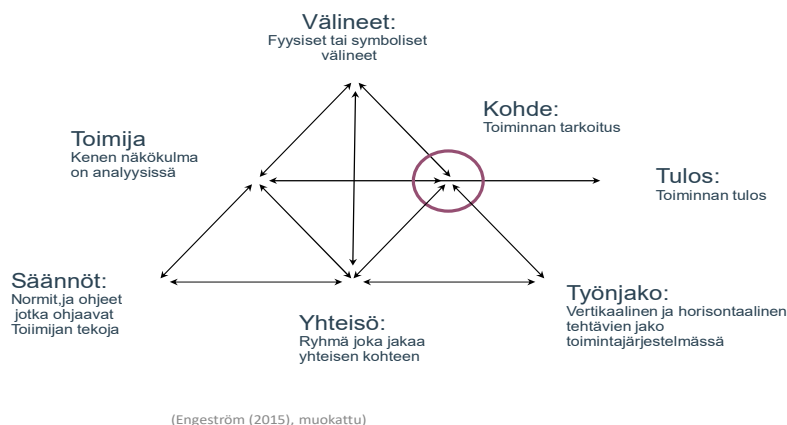 Välineet:
Fyysiset tai symboliset
välineet
Kohde:
Toiminnan tarkoitus
Toimija
Kenen näkökulma
on analyysissä
Tulos:
Toiminnan tulos
Säännöt:
Normit,ja ohjeet
jotka ohjaavat
Toiimijan tekoja
Yhteisö:
Ryhmä joka jakaa
yhteisen kohteen
Työnjako:
Vertikaalinen ja horisontaalinen
tehtävien jako
toimintajärjestelmässä
(Engeström (2015), muokattu)